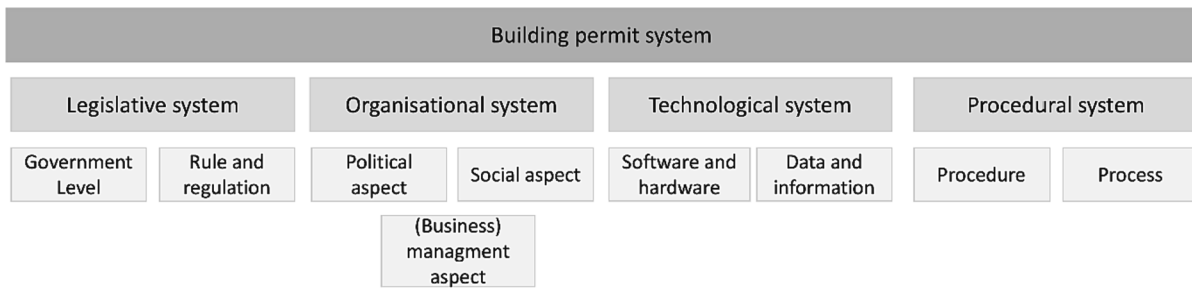 Building permit system
Legislative system
Organisational system
Technological system
Procedural system
Government
Level
Rule and
regulation
Political
aspect
Social aspect
Software and
hardware
Data and
information
Procedure
Process
(Business)
managment
aspect